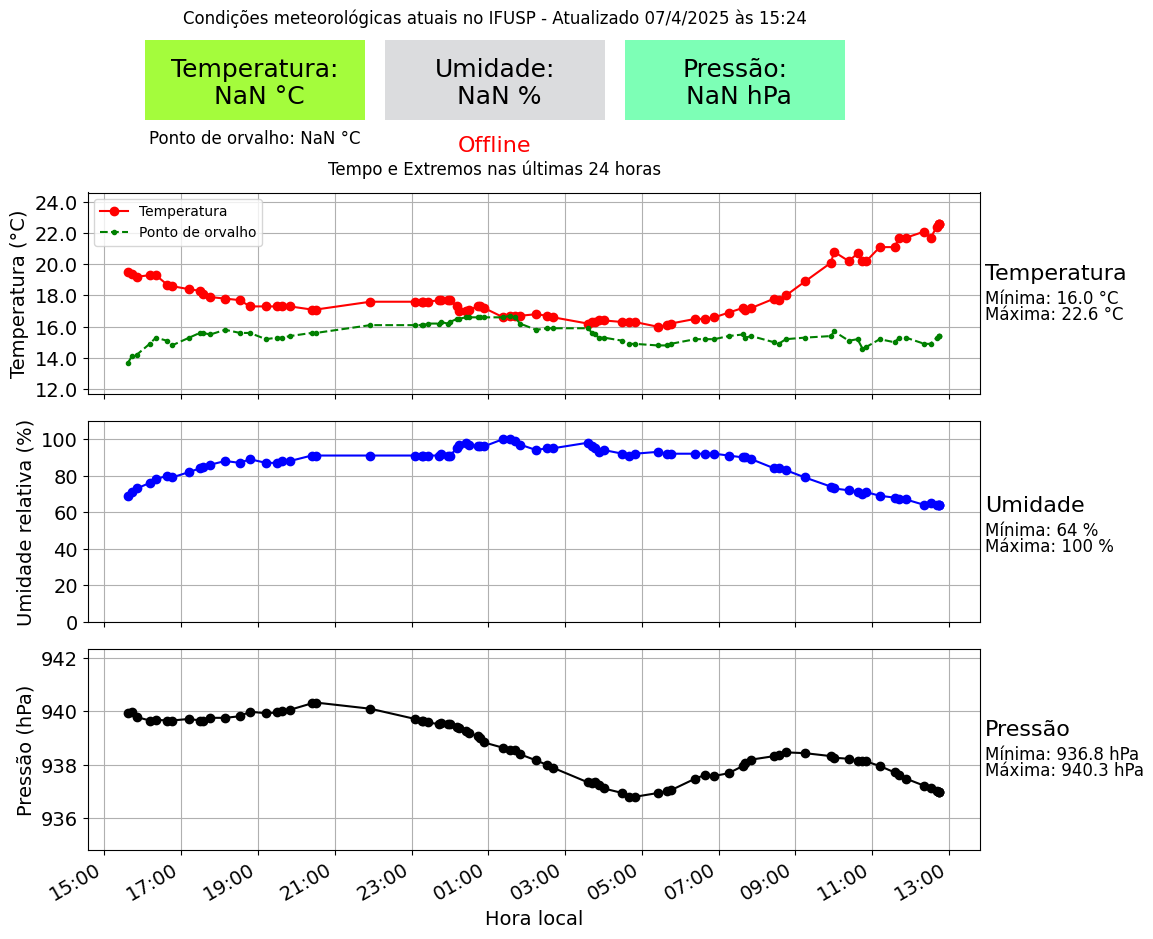 Condições meteorológicas atuais no IFUSP - Atualizado 07/4/2025 às 15:24
Temperatura:
NaN °C
Umidade:
NaN %
Pressão:
NaN hPa
Ponto de orvalho: NaN °C
Offline
Tempo e Extremos nas últimas 24 horas
Temperatura (°C)
24.0
22.0
20.0
18.0
16.0
14.0
12.0
Temperatura
Ponto de orvalho
Temperatura
Mínima: 16.0 °C
Máxima: 22.6 °C
Umidade relativa (%)
100
80
60
40
20
0
Umidade
Mínima: 64 %
Máxima: 100 %
Pressão (hPa)
942
940
938
936
Pressão
Mínima: 936.8 hPa
Máxima: 940.3 hPa
15:00
17:00
19:00
21:00
23:00
01:00
03:00
05:00
07:00
09:00
11:00
13:00
Hora local